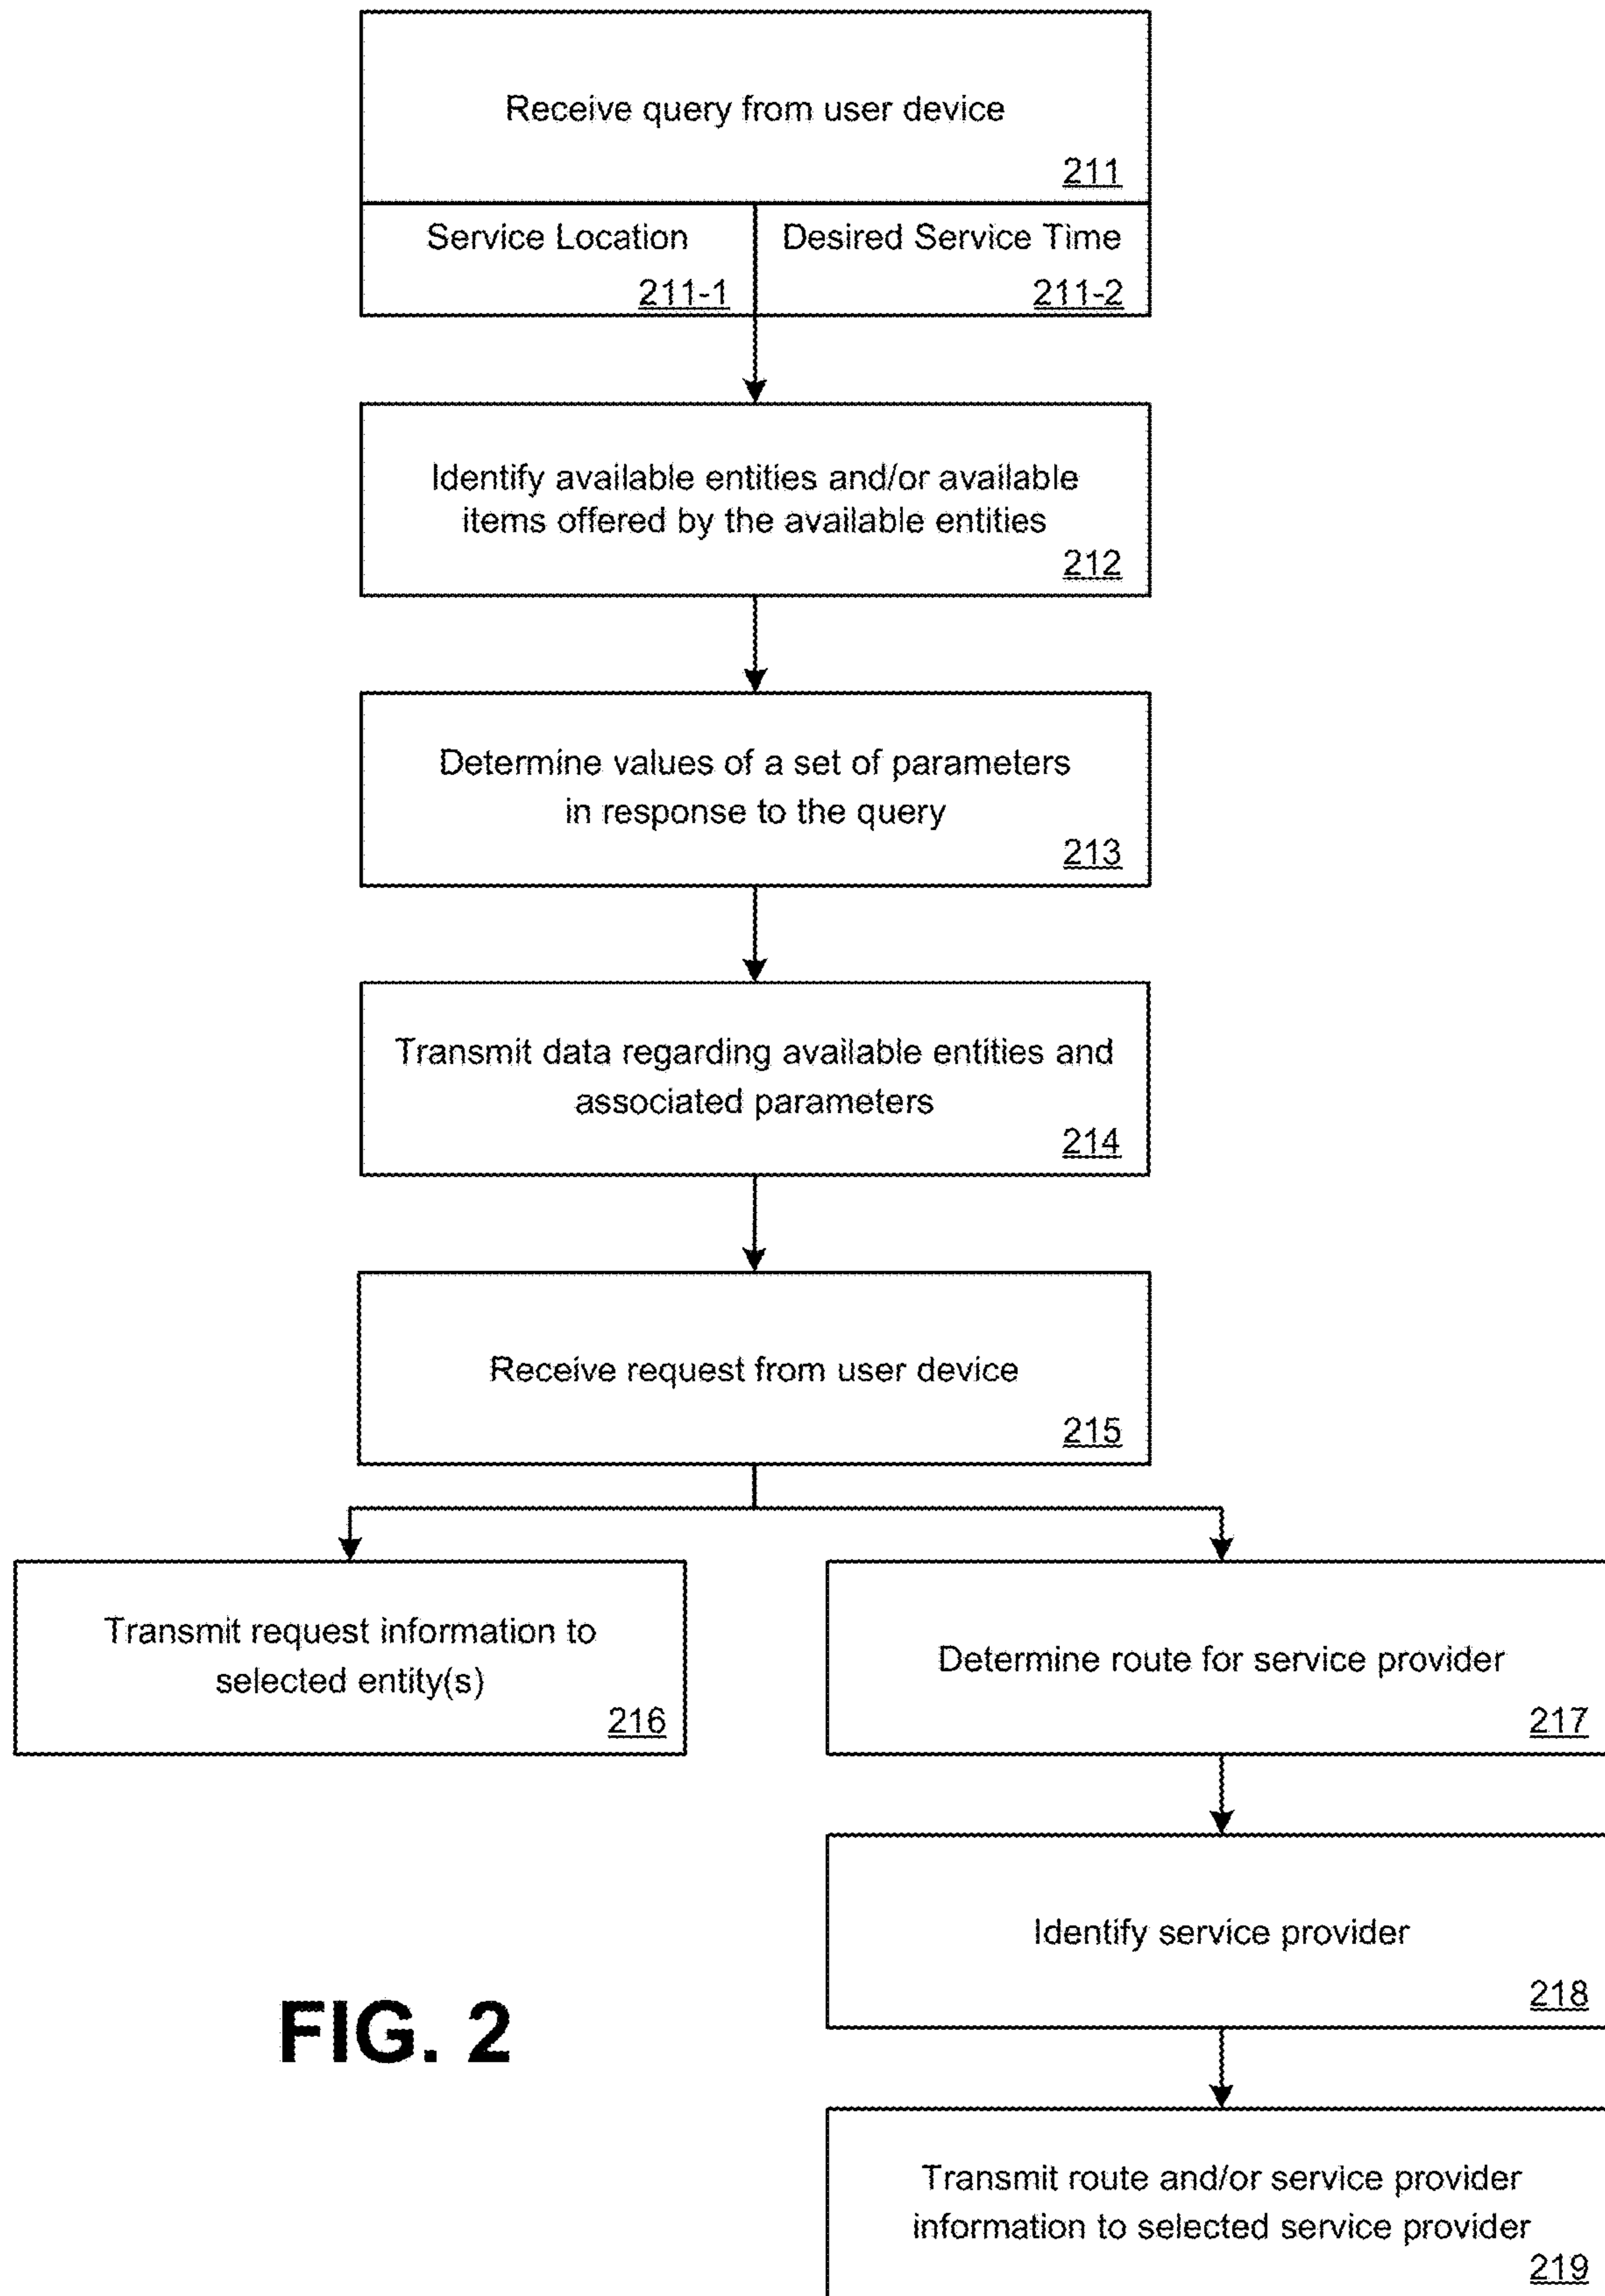 Receive query from user device
211
Service Location
211-1
Desired Service Time
211-2
Identify available entities and/or available
items offered by the available entities
212
Determine values of a set of parameters
in response to the query
213
Transmit data regarding available entities and
associated parameters
214
Receive request from user device
215
Transmit request information to
selected entity(s)
216
Determine route for service provider
217
Identify service provider
218
Transmit route and/or service provider
information to selected service provider
219
FIG. 2